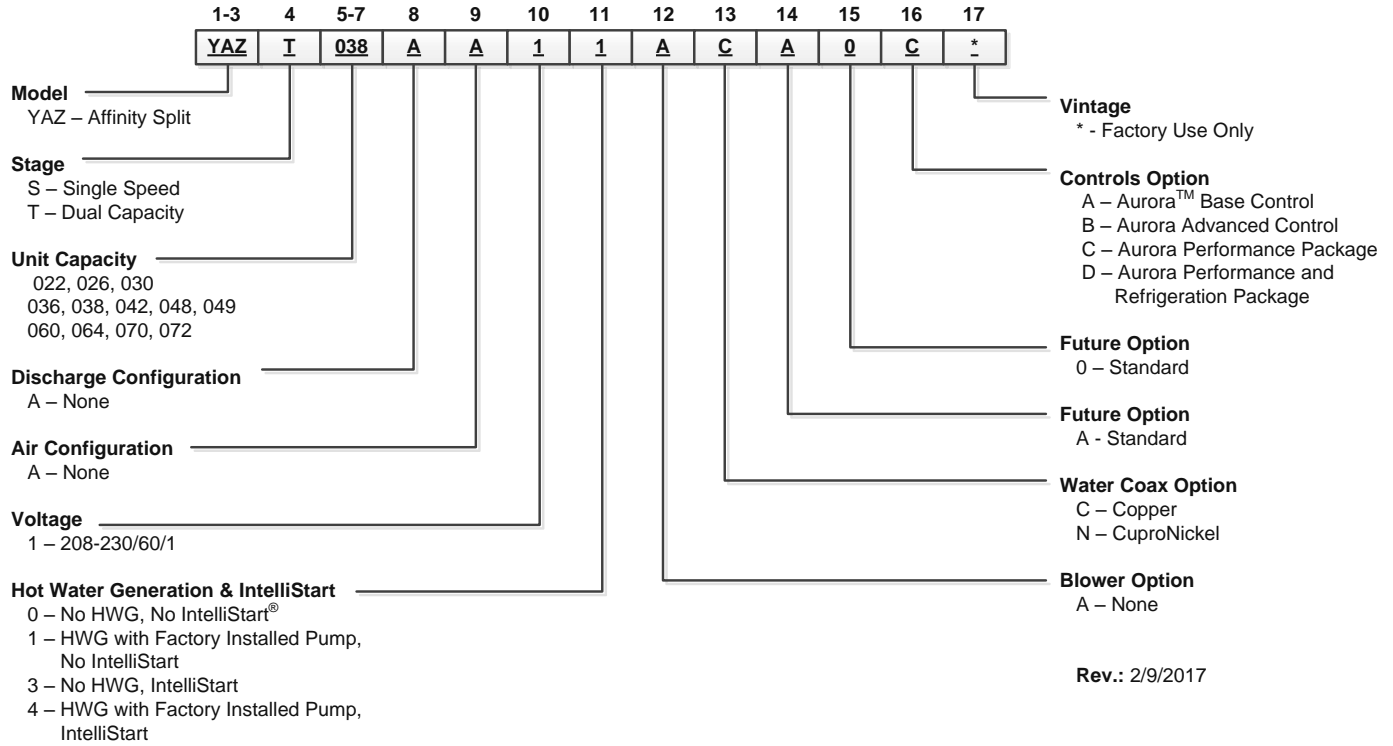 1-3 4 5-7 8 9 10 11 12 13 14 15 16 17
YAZ T 038 A A 1 1 A C A 0 C *
Model
YAZ – Affinity Split
Stage
S – Single Speed
T – Dual Capacity
Unit Capacity
022, 026, 030
036, 038, 042, 048, 049
060, 064, 070, 072
Discharge Configuration
A – None
Air Configuration
A – None
Voltage
1 – 208-230/60/1
Hot Water Generation & IntelliStart
0 – No HWG, No IntelliStart®
1 – HWG with Factory Installed Pump,
No IntelliStart
3 – No HWG, IntelliStart
4 – HWG with Factory Installed Pump,
IntelliStart
Vintage
* - Factory Use Only
Controls Option
A – Aurora™ Base Control
B – Aurora Advanced Control
C – Aurora Performance Package
D – Aurora Performance and
Refrigeration Package
Future Option
0 – Standard
Future Option
A - Standard
Water Coax Option
C – Copper
N – CuproNickel
Blower Option
A – None
Rev.: 2/9/2017